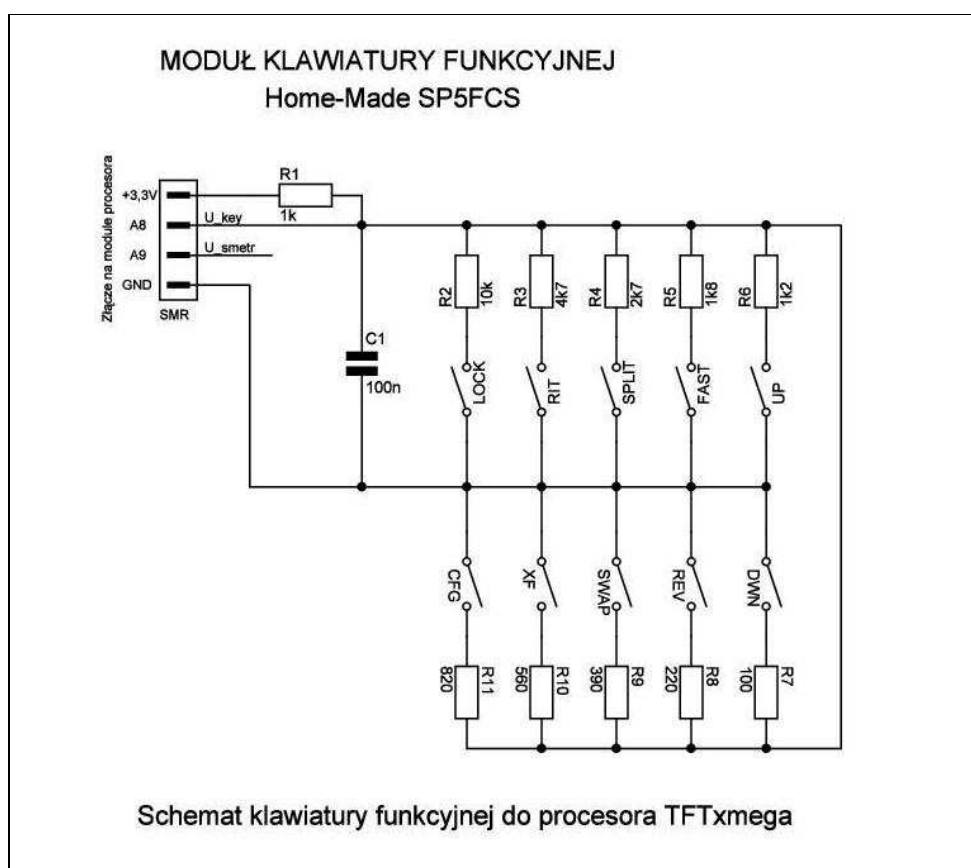 MODUŁ KLAWIATURY FUNKCYJNEJ
Home-Made SP5FCS
Złącze na module procesora
+3,3V
A8
A9
GND
SMR
U_key
U_smetr
R1
1k
C1
100n
R2
10k
LOCK
R3
4k7
RIT
R4
2k7
SPLIT
R5
1k8
FAST
R6
1k2
UP
CFG
R11
820
XF
R10
560
SWAP
R9
390
REV
R8
220
DWN
R7
100
Schemat klawiatury funkcyjnej do procesora TFTxmega